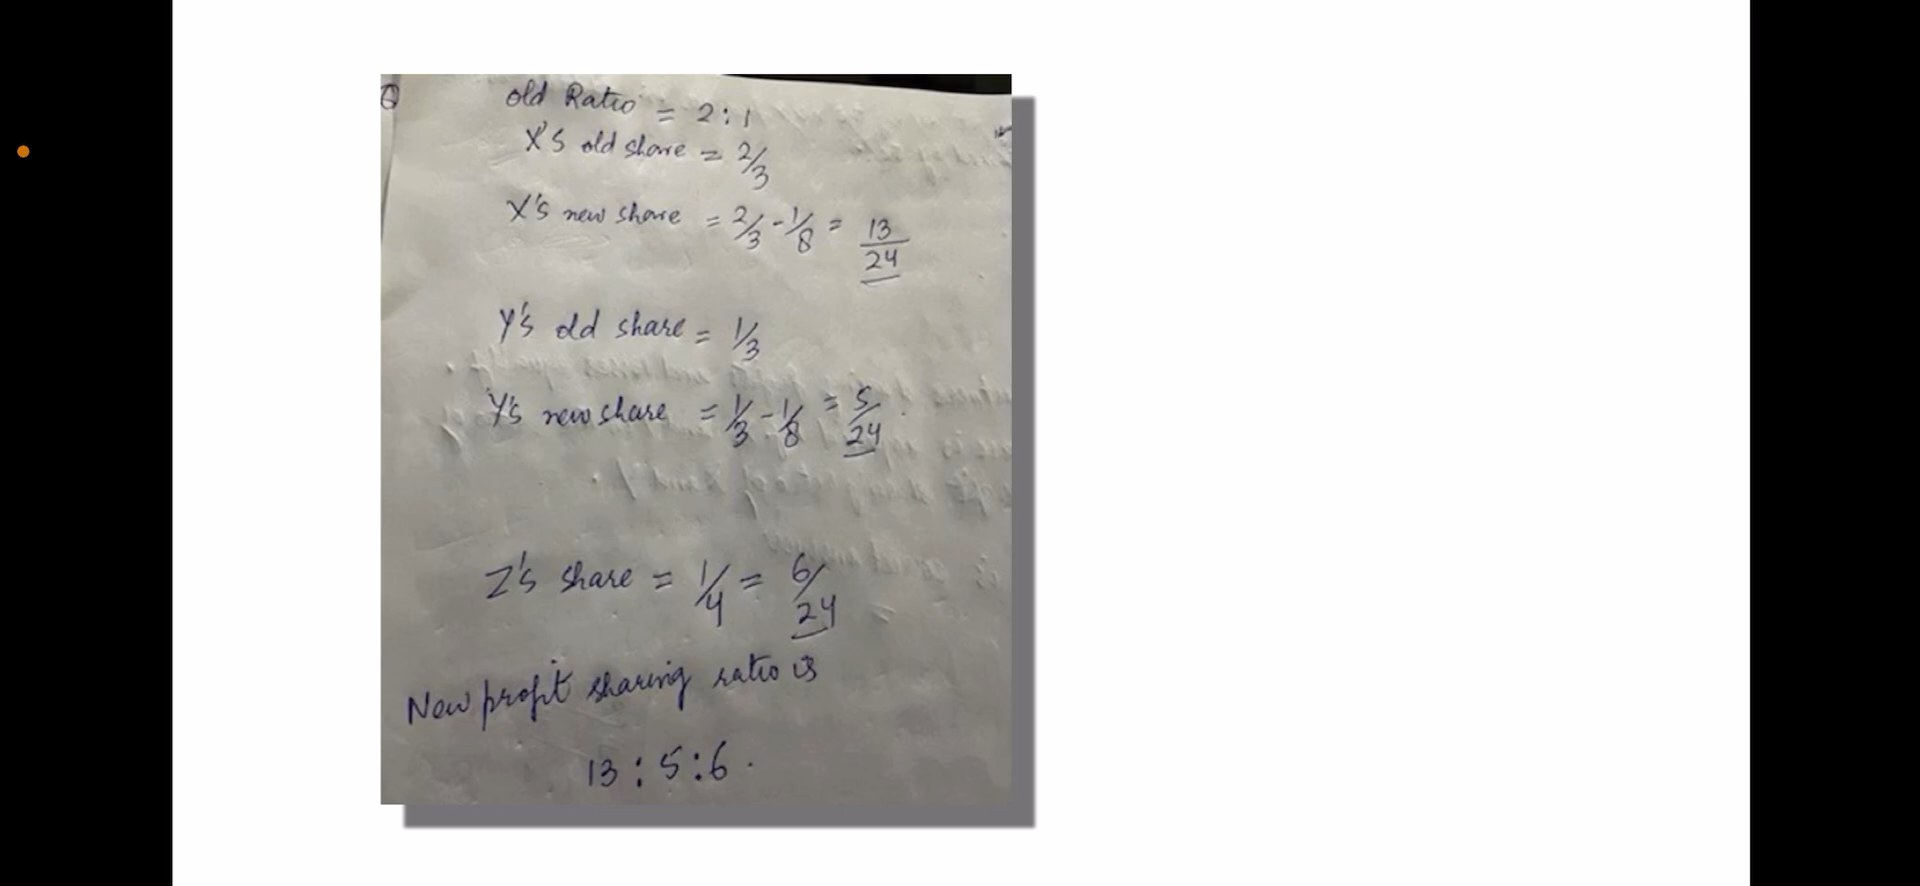 Q
old Ratio = 2:1
X's old share = 2/3
X's new share = 2/3 - 1/8 = 13/24
Y's old share = 1/3
Y's new share = 1/3 - 1/8 = 5/24.
Z's share = 1/4 = 6/24
New profit sharing ratio is
13:5:6.